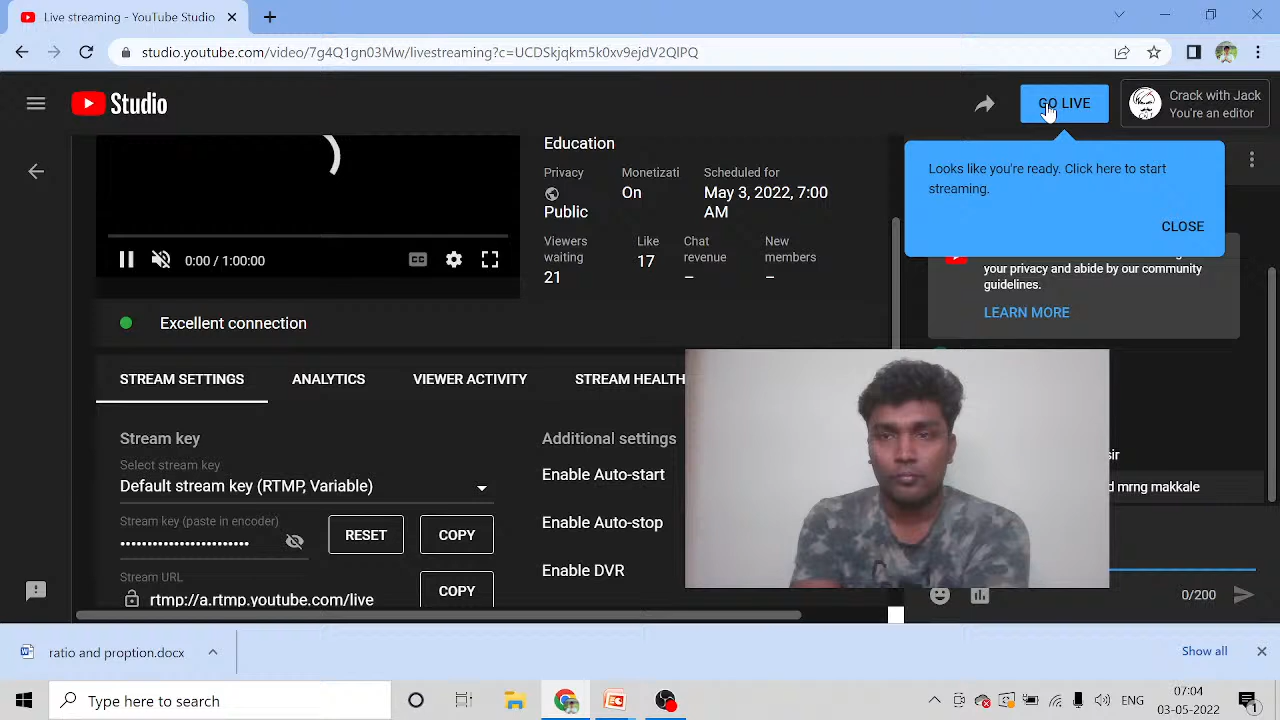 Live streaming - YouTube Studio
studio.youtube.com/video/7g4Q1gn03Mw/livestreaming?c=UCDSkjqkm5k0xv9ejdV2QlPQ
Studio
GO LIVE
Crack with Jack
You're an editor
Looks like you're ready. Click here to start
streaming.
CLOSE
Education
Privacy
Public
Monetizati
On
Scheduled for
May 3, 2022, 7:00
AM
Viewers
waiting
21
Like
17
Chat
revenue
–
New
members
–
0:00 / 1:00:00
CC
your privacy and abide by our community
guidelines.
LEARN MORE
Excellent connection
STREAM SETTINGS
ANALYTICS
VIEWER ACTIVITY
STREAM HEALTH
Stream key
Select stream key
Default stream key (RTMP, Variable)
Stream key (paste in encoder)
RESET
COPY
Stream URL
rtmp://a.rtmp.youtube.com/live
COPY
Additional settings
Enable Auto-start
Enable Auto-stop
Enable DVR
sir
d mrng makkale
0/200
ratio and proption.docx
Show all
Type here to search
ENG
07:04
03-05-2022
1